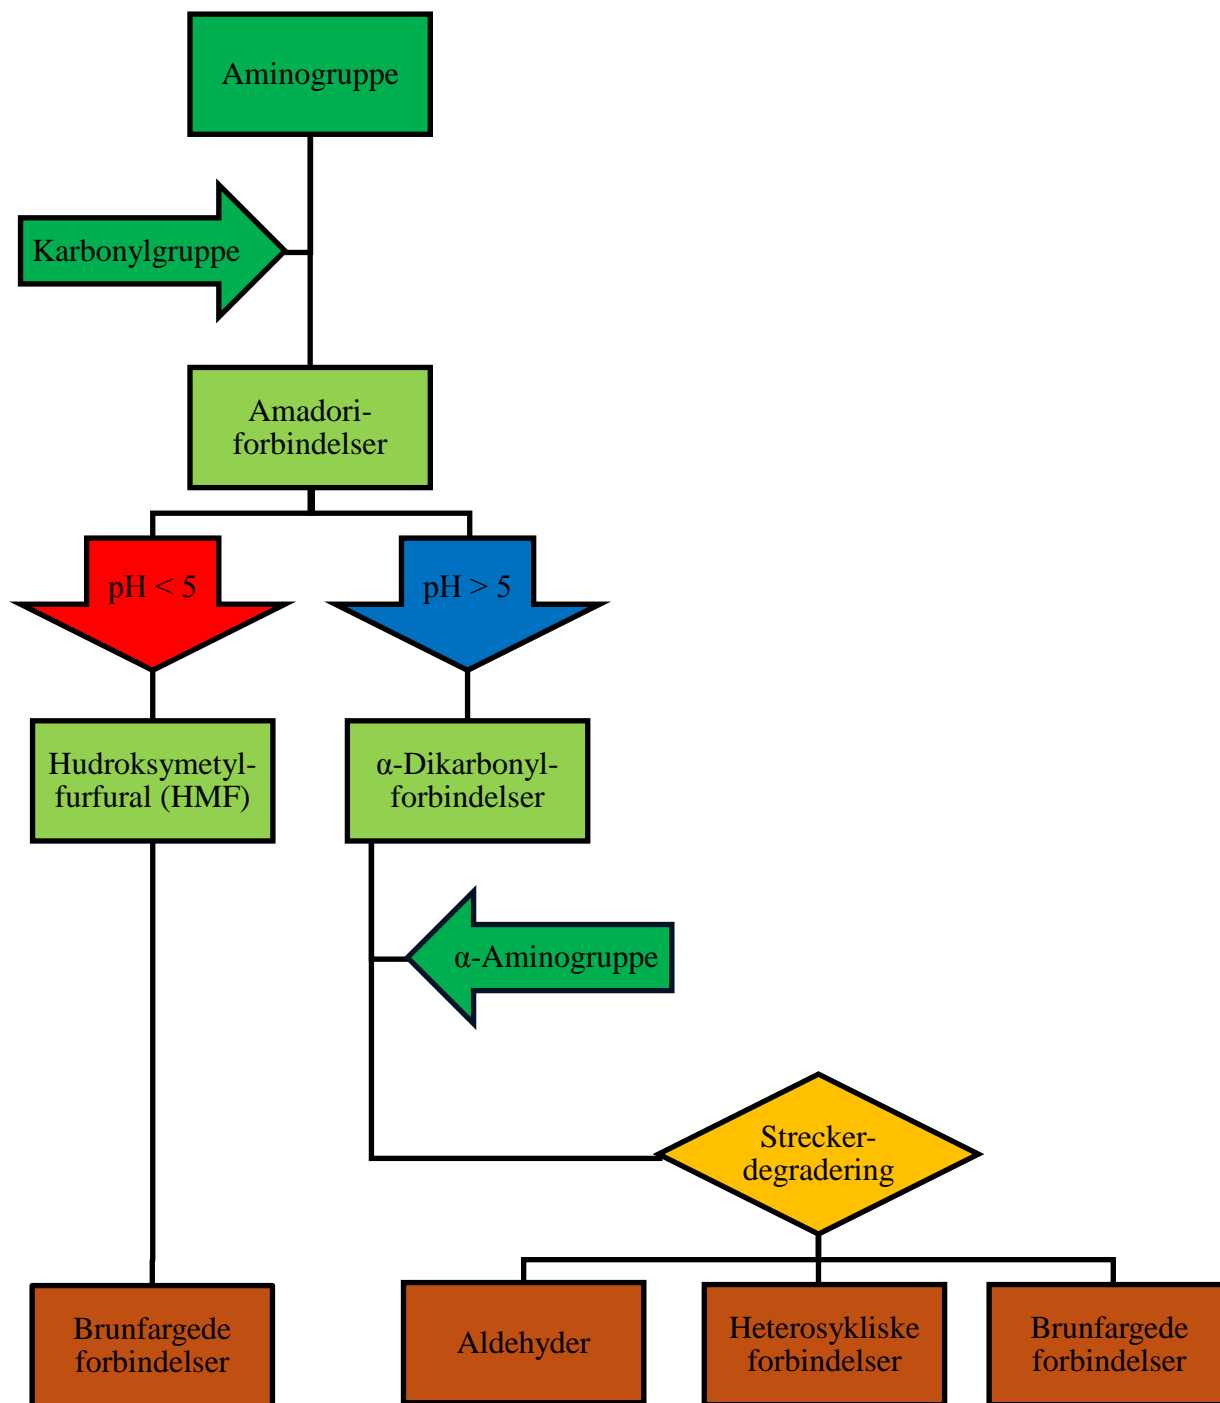 Aminogruppe
Karbonylgruppe
Amadori-
forbindelser
pH < 5
pH > 5
Hudroksymetyl-
furfural (HMF)
α-Dikarbonyl-
forbindelser
α-Aminogruppe
Strecker-
degradering
Brunfargede
forbindelser
Aldehyder
Heterosykliske
forbindelser
Brunfargede
forbindelser